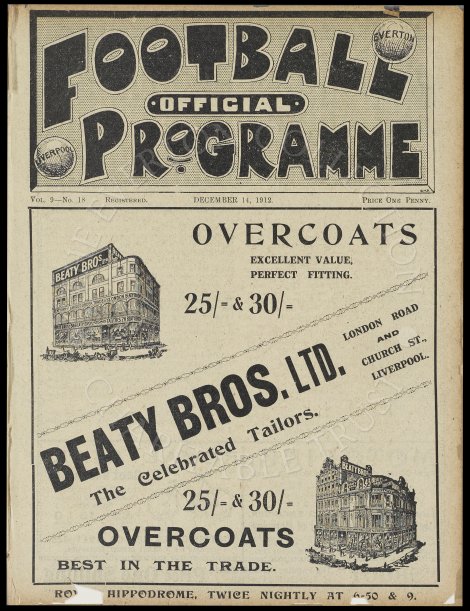 EVERTON
FOOTBALL
OFFICIAL
LIVERPOOL
PROGRAMME
VOL. 9—No. 18 REGISTERED. DECEMBER 14, 1912. PRICE ONE PENNY.
OVERCOATS
EXCELLENT VALUE,
PERFECT FITTING.
BEATY BROS.
25/= & 30/=
LONDON ROAD
AND
CHURCH ST.,
LIVERPOOL.
BEATY BROS. LTD.
The Celebrated Tailors.
BEATY BROS.
25/= & 30/=
OVERCOATS
BEST IN THE TRADE.
HIPPODROME, TWICE NIGHTLY AT 6-50 & 9.